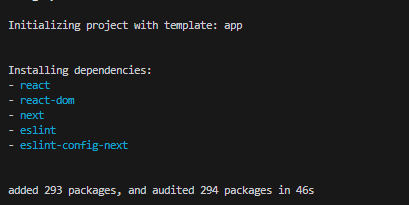 Initializing project with template: app
Installing dependencies:
- react
- react-dom
- next
- eslint
- eslint-config-next
added 293 packages, and audited 294 packages in 46s